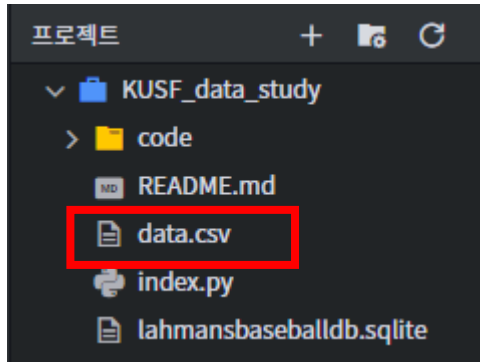 프로젝트
KUSF_data_study
code
MD README.md
data.csv
index.py
lahmansbaseballdb.sqlite